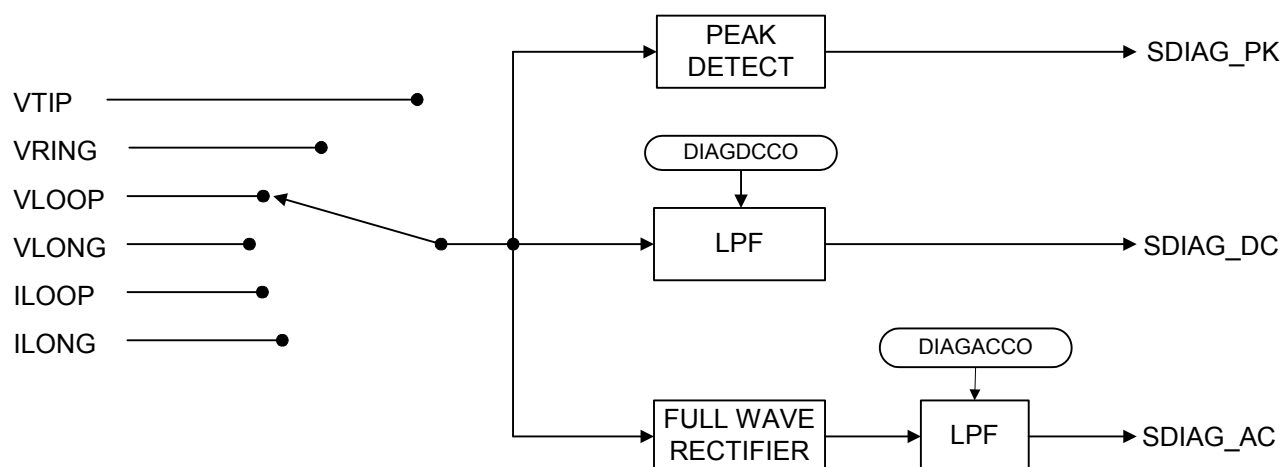 VTIP
VRING
VLOOP
VLONG
ILOOP
ILONG
PEAK
DETECT
SDIAG_PK
DIAGDCCO
LPF
SDIAG_DC
DIAGACCO
FULL WAVE
RECTIFIER
LPF
SDIAG_AC